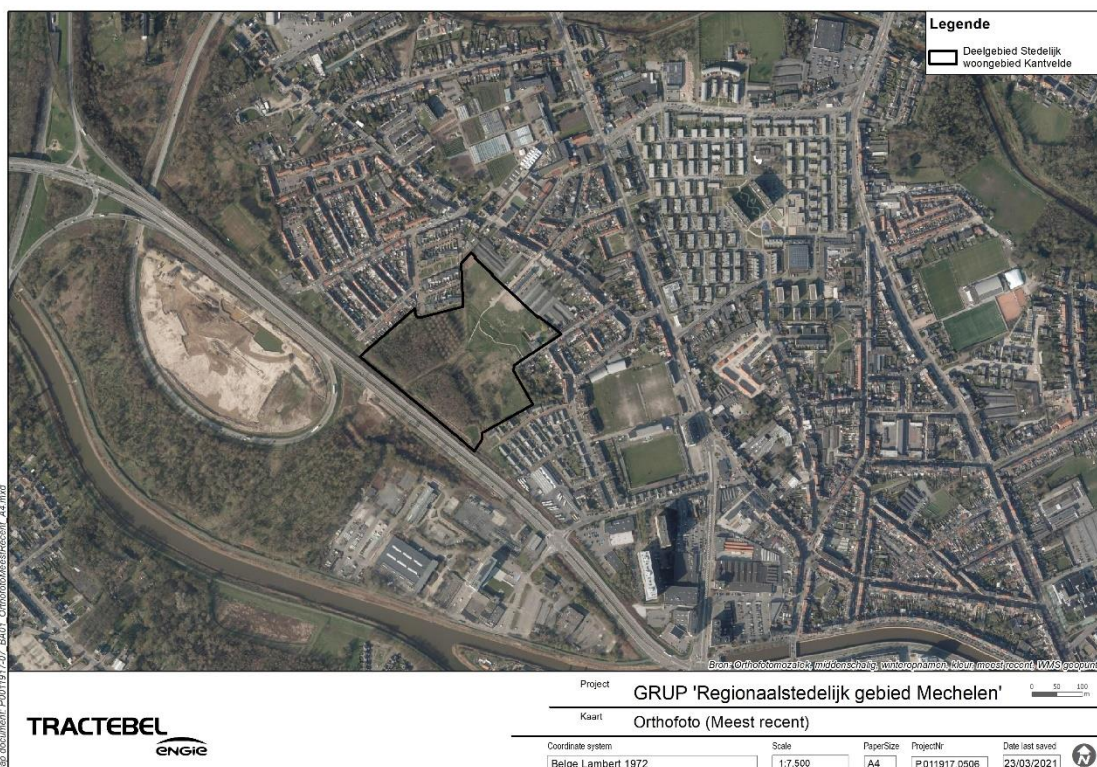 Legende
Deelgebied Stedelijk
woongebied Kantvelde
Bron: Orthofotomozaïek, middenschalig, winteropnamen, kleur, meest recent, WMS geopunt
Project
GRUP 'Regionaalstedelijk gebied Mechelen'
0 50 100
m
Kaart
Orthofoto (Meest recent)
TRACTEBEL
ENGIE
Coordinate system
Belge Lambert 1972
Scale
1:7.500
PaperSize
A4
ProjectNr
P.011917.0506
Date last saved
23/03/2021
N